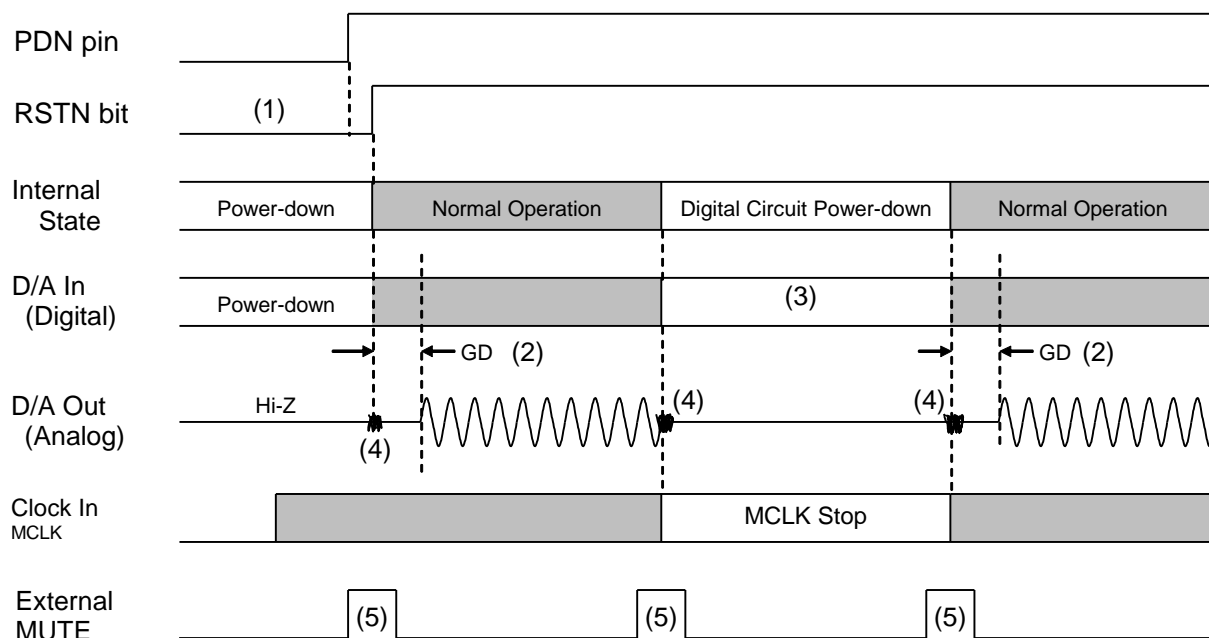 PDN pin
RSTN bit
(1)
Internal
State
Power-down
Normal Operation
Digital Circuit Power-down
Normal Operation
D/A In
(Digital)
Power-down
(3)
GD (2)
GD (2)
D/A Out
(Analog)
Hi-Z
(4)
(4)
(4)
Clock In
MCLK
MCLK Stop
External
MUTE
(5)
(5)
(5)